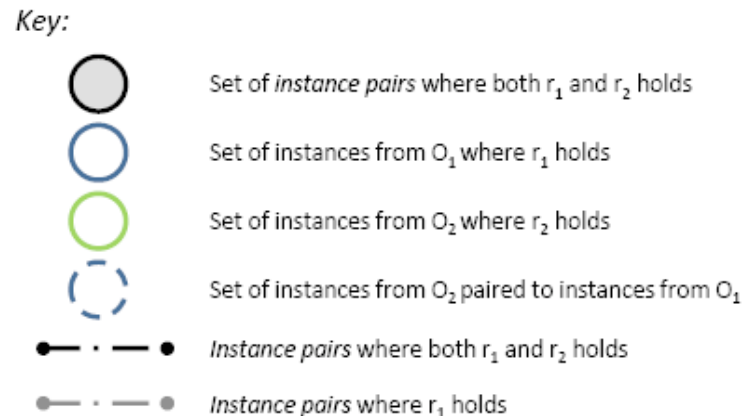 Key:
Set of instance pairs where both r₁ and r₂ holds
Set of instances from O₁ where r₁ holds
Set of instances from O₂ where r₂ holds
Set of instances from O₂ paired to instances from O₁
Instance pairs where both r₁ and r₂ holds
Instance pairs where r₁ holds